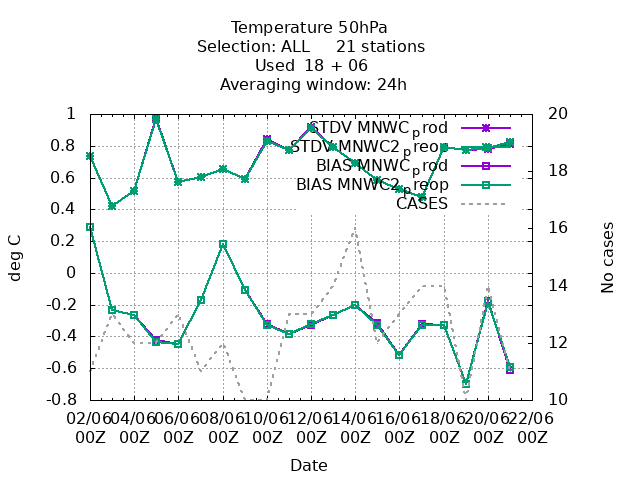 Temperature 50hPa
Selection: ALL     21 stations
Used  18 + 06
Averaging window: 24h
1
0.8
0.6
0.4
0.2
0
-0.2
-0.4
-0.6
-0.8
deg C
20
18
16
14
12
10
No cases
STDV MNWC_prod
STDV MNWC2_preop
BIAS MNWC_prod
BIAS MNWC2_preop
CASES
02/06 04/06 06/06 08/06 10/06 12/06 14/06 16/06 18/06 20/06 22/06
00Z 00Z 00Z 00Z 00Z 00Z 00Z 00Z 00Z 00Z 00Z
Date